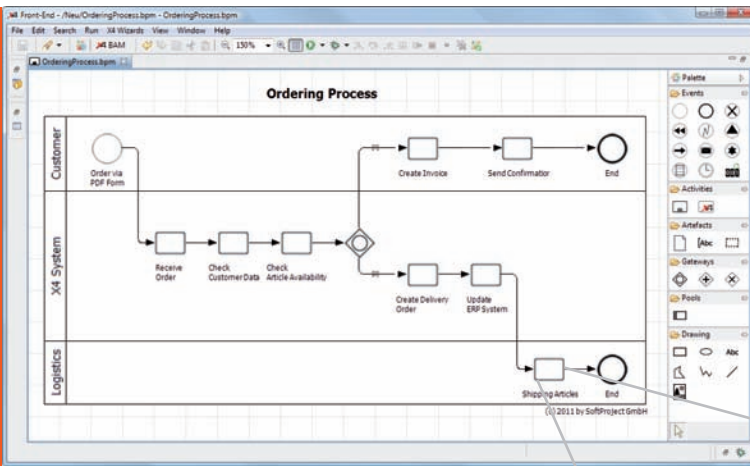 X4 Front-End - /New/OrderingProcess.bpm - OrderingProcess.bpm
File Edit Search Run X4 Wizards View Window Help
X4 BAM
150%
OrderingProcess.bpm
Ordering Process
Customer
Order via
PDF Form
Create Invoice
Send Confirmation
End
X4 System
Receive
Order
Check
Customer Data
Check
Article Availability
Create Delivery
Order
Update
ERP System
Logistics
Shipping Articles
End
(c) 2011 by SoftProject GmbH
Palette
Events
Activities
X4
Artefacts
[Abc
Gateways
Pools
Drawing
Abc